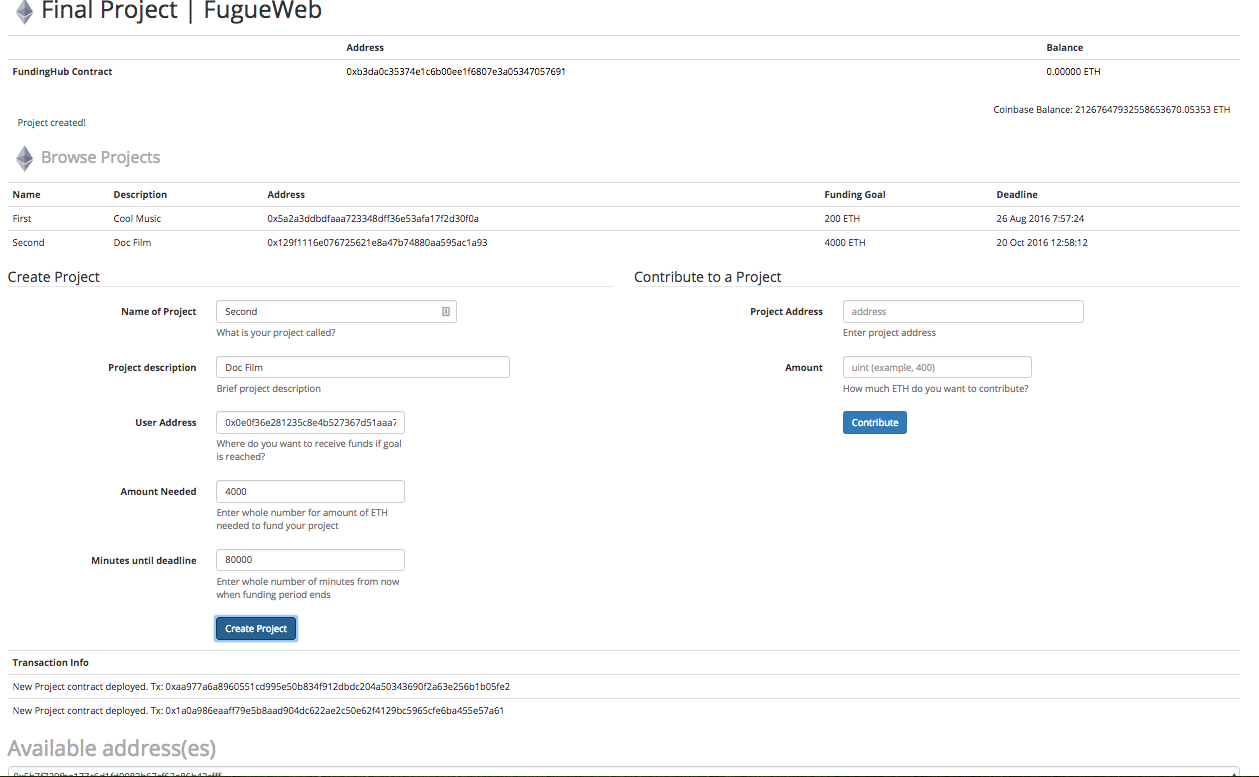 Final Project | FugueWeb
Address Balance
FundingHub Contract 0xb3da0c35374e1c6b00ee1f6807e3a05347057691 0.00000 ETH
Coinbase Balance: 21267647932558653670.05353 ETH
Project created!
Browse Projects
Name Description Address Funding Goal Deadline
First Cool Music 0x5a2a3ddbdfaaa723348dff36e53afa17f2d30f0a 200 ETH 26 Aug 2016 7:57:24
Second Doc Film 0x129f1116e076725621e8a47b74880aa595ac1a93 4000 ETH 20 Oct 2016 12:58:12
Create Project
Name of Project Second
What is your project called?
Project description Doc Film
Brief project description
User Address 0x0e0f36e281235c8e4b527367d51aaa7
Where do you want to receive funds if goal
is reached?
Amount Needed 4000
Enter whole number for amount of ETH
needed to fund your project
Minutes until deadline 80000
Enter whole number of minutes from now
when funding period ends
Create Project
Contribute to a Project
Project Address address
Enter project address
Amount uint (example, 400)
How much ETH do you want to contribute?
Contribute
Transaction Info
New Project contract deployed. Tx: 0xaa977a6a8960551cd995e50b834f912dbdc204a50343690f2a63e256b1b05fe2
New Project contract deployed. Tx: 0x1a0a986eaaff79e5b8aad904dc622ae2c50e62f4129bc5965cfe6ba455e57a61
Available address(es)